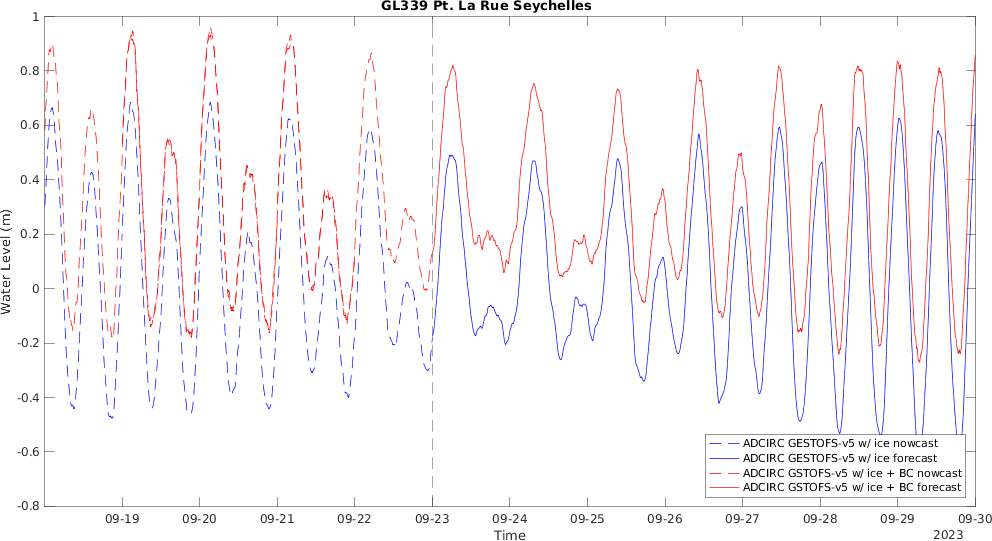 GL339 Pt. La Rue Seychelles
1
0.8
0.6
0.4
0.2
0
-0.2
-0.4
-0.6
-0.8
Water Level (m)
09-19 09-20 09-21 09-22 09-23 09-24 09-25 09-26 09-27 09-28 09-29 09-30
Time
2023
ADCIRC GESTOFS-v5 w/ ice nowcast
ADCIRC GESTOFS-v5 w/ ice forecast
ADCIRC GSTOFS-v5 w/ ice + BC nowcast
ADCIRC GSTOFS-v5 w/ ice + BC forecast